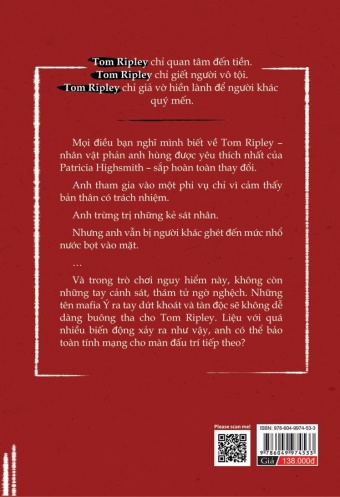 Tom Ripley chỉ quan tâm đến tiền.
Tom Ripley chỉ giết người vô tội.
Tom Ripley chỉ giả vờ hiền lành để người khác
quý mến.
Mọi điều bạn nghĩ mình biết về Tom Ripley –
nhân vật phản anh hùng được yêu thích nhất của
Patricia Highsmith – sắp hoàn toàn thay đổi.
Anh tham gia vào một phi vụ chỉ vì cảm thấy
bản thân có trách nhiệm.
Anh trừng trị những kẻ sát nhân.
Nhưng anh vẫn bị người khác ghét đến mức nhổ
nước bọt vào mặt.
...
Và trong trò chơi nguy hiểm này, không còn
những tay cảnh sát, thám tử ngờ nghệch. Những
tên mafia Ý ra tay dứt khoát và tàn độc sẽ không dễ
dàng buông tha cho Tom Ripley. Liệu với quá
nhiều biến động xảy ra như vậy, anh có thể bảo
toàn tính mạng cho màn đấu trí tiếp theo?
Please scan me!
ISBN: 978-604-9974-53-3
9 786049 974533
Giá 138.000đ